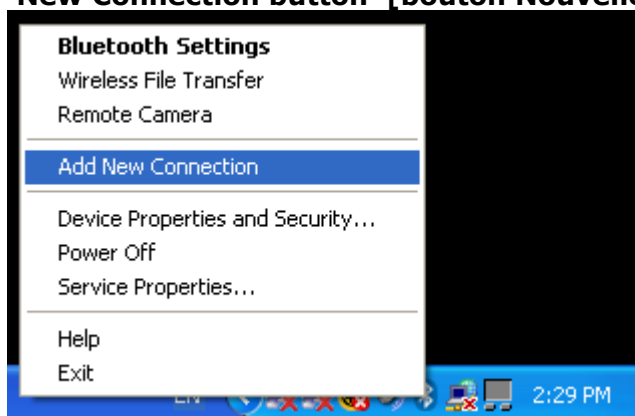 New Connection button [bouton Nouvelle
Bluetooth Settings
Wireless File Transfer
Remote Camera
Add New Connection
Device Properties and Security...
Power Off
Service Properties...
Help
Exit
EN
2:29 PM